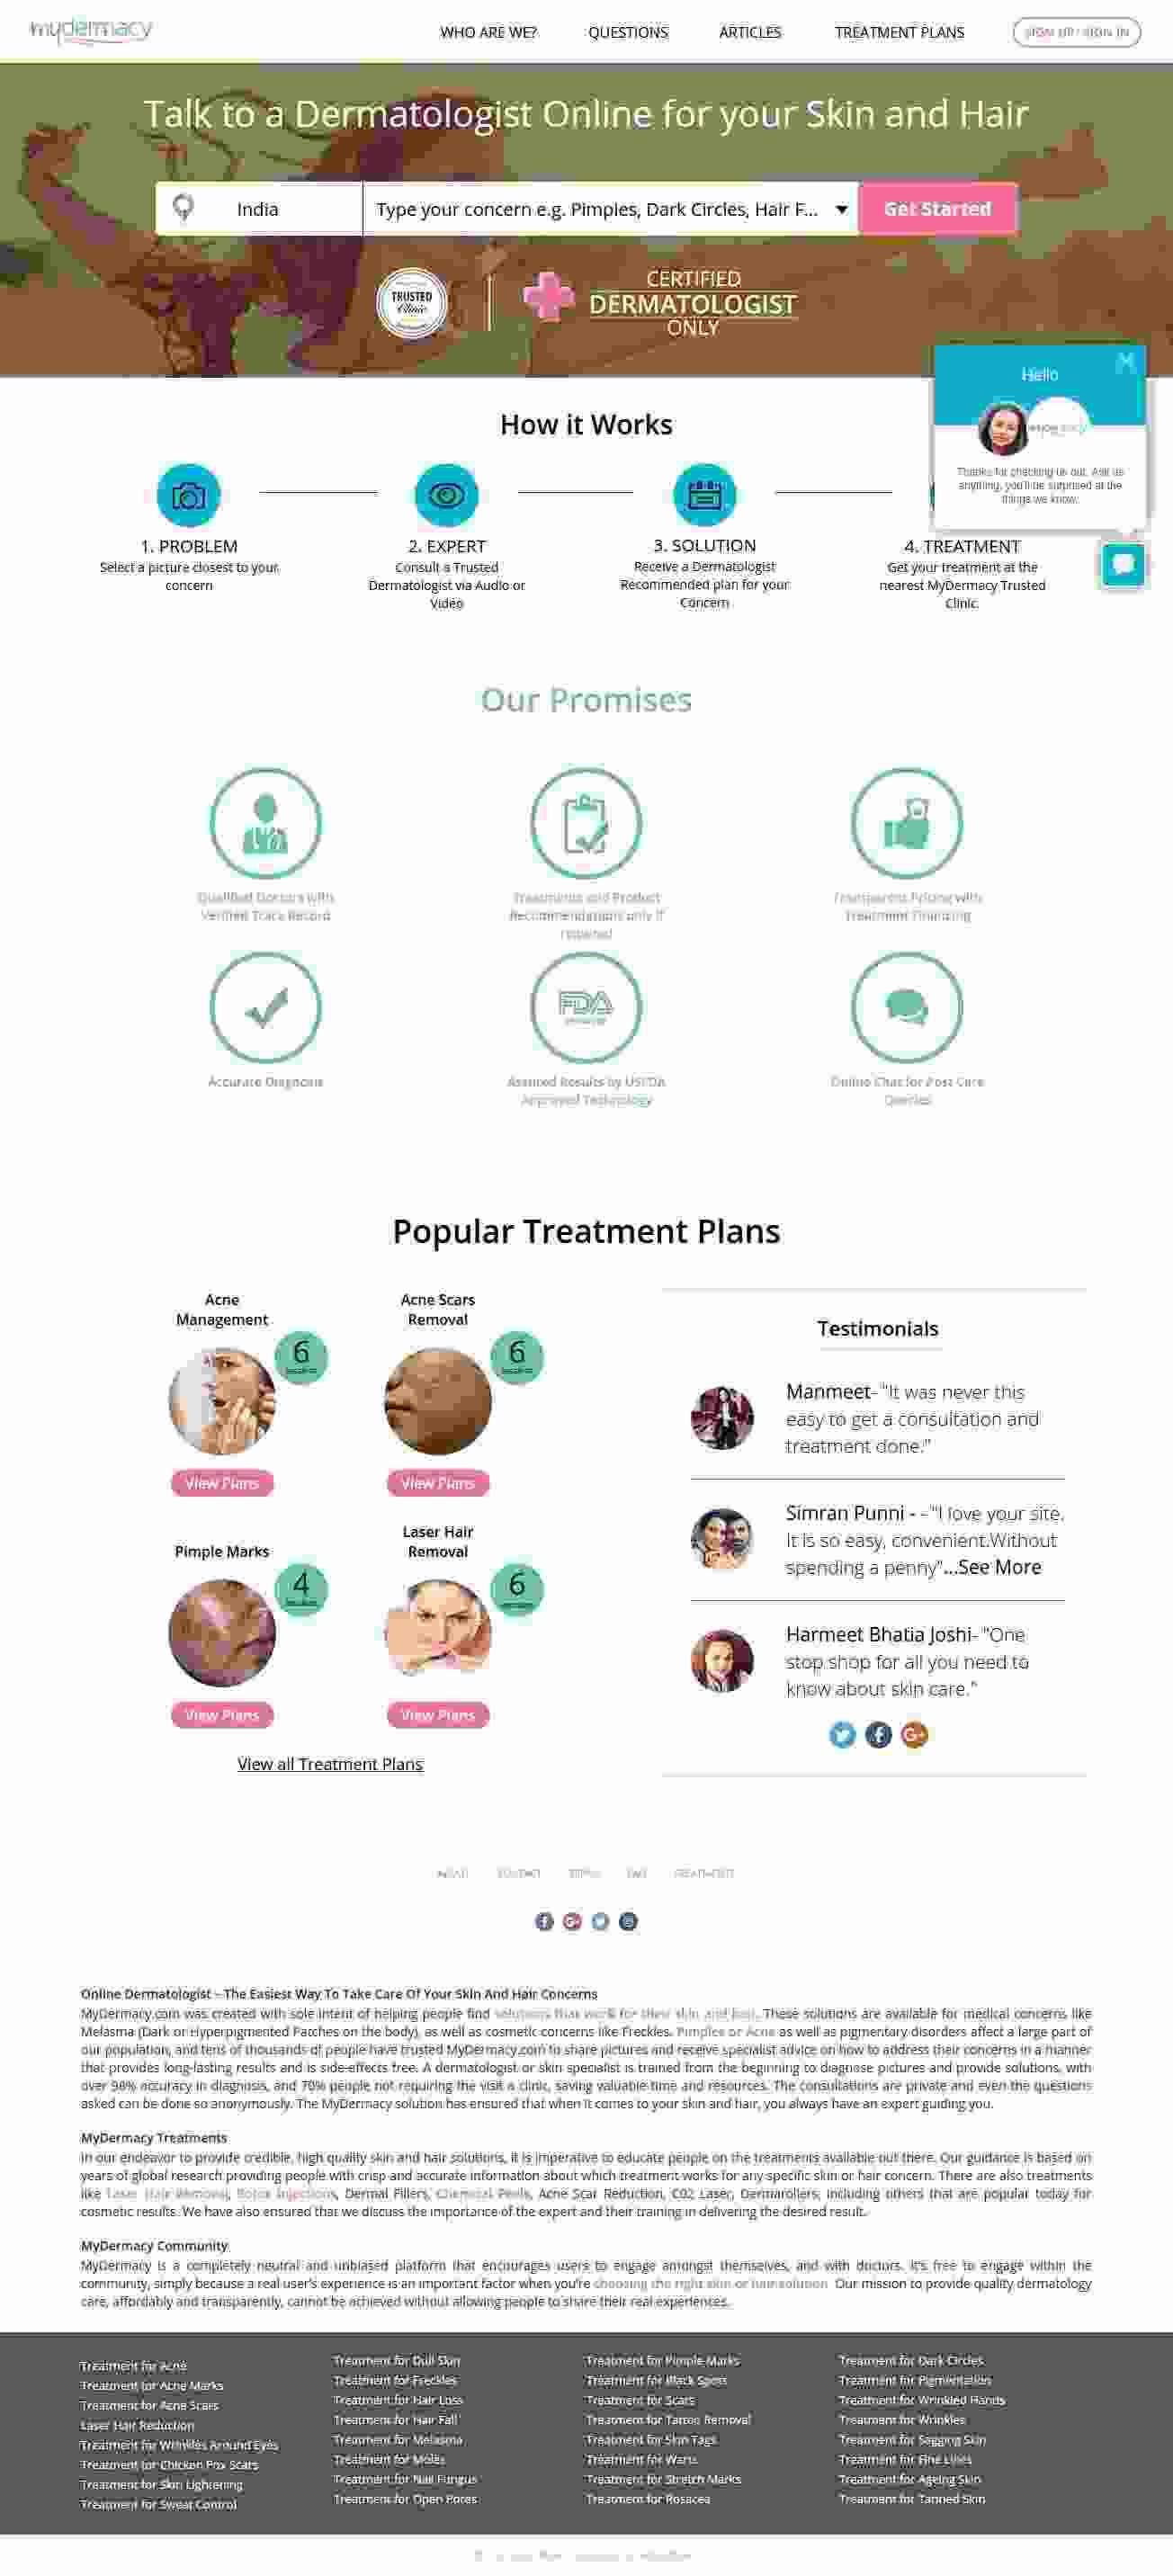 mydermacy
WHO ARE WE?
QUESTIONS
ARTICLES
TREATMENT PLANS
SIGN UP / SIGN IN
Talk to a Dermatologist Online for your Skin and Hair
India
Type your concern e.g. Pimples, Dark Circles, Hair F...
Get Started
TRUSTED
Clinic
CERTIFIED
DERMATOLOGIST
ONLY
Hello
Thanks for checking us out. Ask us
anything, you'll be surprised at the
things we know.
How it Works
1. PROBLEM
Select a picture closest to your
concern
2. EXPERT
Consult a Trusted
Dermatologist via Audio or
Video
3. SOLUTION
Receive a Dermatologist
Recommended plan for your
Concern
4. TREATMENT
Get your treatment at the
nearest MyDermacy Trusted
Clinic.
Our Promises
Qualified Doctors with
Verified Track Record
Treatments and Product
Recommendations only if
required
Transparent Pricing with
Treatment Financing
Accurate Diagnosis
FDA
Assured Results by USFDA
Approved Technology
Online Chat for Post Care
Queries
Popular Treatment Plans
Acne
Management
6
View Plans
Acne Scars
Removal
6
View Plans
Pimple Marks
4
View Plans
Laser Hair
Removal
6
View Plans
View all Treatment Plans
Testimonials
Manmeet- "It was never this
easy to get a consultation and
treatment done."
Simran Punni - - "I love your site.
It is so easy, convenient.Without
spending a penny"...See More
Harmeet Bhatia Joshi- "One
stop shop for all you need to
know about skin care."
Online Dermatologist - The Easiest Way To Take Care Of Your Skin And Hair Concerns
MyDermacy.com was created with sole intent of helping people find solutions that work for their skin and hair. These solutions are available for medical concerns like
Melasma (Dark or Hyperpigmented Patches on the body), as well as cosmetic concerns like Freckles. Pimples or Acne as well as pigmentary disorders affect a large part of
our population, and tens of thousands of people have trusted MyDermacy.com to share pictures and receive specialist advice on how to address their concerns in a manner
that provides long-lasting results and is side-effects free. A dermatologist or skin specialist is trained from the beginning to diagnose pictures and provide solutions, with
over 98% accuracy in diagnosis, and 70% people not requiring the visit a clinic, saving valuable time and resources. The consultations are private and even the questions
asked can be done so anonymously. The MyDermacy solution has ensured that when it comes to your skin and hair, you always have an expert guiding you.
MyDermacy Treatments
In our endeavor to provide credible, high quality skin and hair solutions, it is imperative to educate people on the treatments available out there. Our guidance is based on
years of global research providing people with crisp and accurate information about which treatment works for any specific skin or hair concern. There are also treatments
like Laser Hair Removal, Botox Injections, Dermal Fillers, Chemical Peels, Acne Scar Reduction, C02 Laser, Dermarollers, including others that are popular today for
cosmetic results. We have also ensured that we discuss the importance of the expert and their training in delivering the desired result.
MyDermacy Community
MyDermacy is a completely neutral and unbiased platform that encourages users to engage amongst themselves, and with doctors. It's free to engage within the
community, simply because a real user's experience is an important factor when you're choosing the right skin or hair solution. Our mission to provide quality dermatology
care, affordably and transparently, cannot be achieved without allowing people to share their real experiences.
Treatment for Acne
Treatment for Acne Marks
Treatment for Acne Scars
Laser Hair Reduction
Treatment for Wrinkles Around Eyes
Treatment for Chicken Pox Scars
Treatment for Skin Lightening
Treatment for Sweat Control
Treatment for Dull Skin
Treatment for Freckles
Treatment for Hair Loss
Treatment for Hair Fall
Treatment for Melasma
Treatment for Moles
Treatment for Nail Fungus
Treatment for Open Pores
Treatment for Pimple Marks
Treatment for Black Spots
Treatment for Scars
Treatment for Tattoo Removal
Treatment for Skin Tags
Treatment for Warts
Treatment for Stretch Marks
Treatment for Rosacea
Treatment for Dark Circles
Treatment for Pigmentation
Treatment for Wrinkled Hands
Treatment for Wrinkles
Treatment for Sagging Skin
Treatment for Fine Lines
Treatment for Ageing Skin
Treatment for Tanned Skin